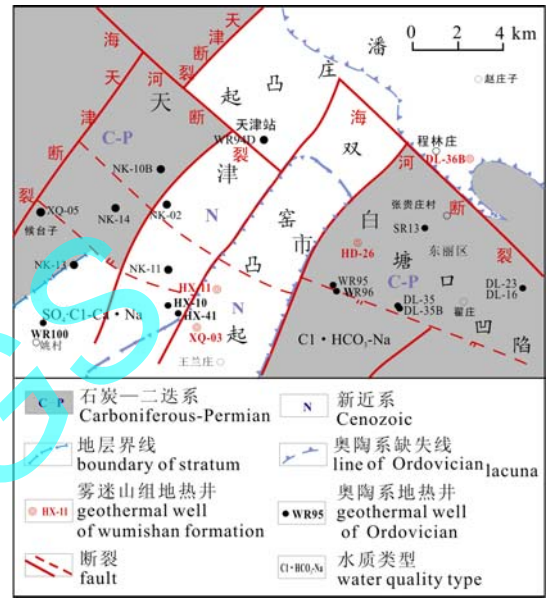 0 2 4 km
海
天
天
津
断
裂
潘
庄
凸
起
赵庄子
河
断
裂
天
津
断
裂
C-P
天津站
WR94D
双
海
河
断
裂
程林庄
DL-36B
NK-10B
津
市
XQ-05
候台子
NK-14
NK-02
N
窑
凸
起
白
塘
口
凹
陷
张贵庄村
SR13
东丽区
HD-26
C-P
NK-13
NK-11
HX-11
WR95
WR96
DL-23
DL-16
SO4·Cl-Ca·Na
HX-10
HX-41
N
DL-35
DL-35B
翟庄
WR100
姚村
XQ-03
王兰庄
C1·HCO3-Na
GS
C-P 石炭—二迭系
Carboniferous-Permian
N 新近系
Cenozoic
地层界线
boundary of stratum
奥陶系缺失线
line of Ordovician lacuna
HX-11 雾迷山组地热井
geothermal well
of wumishan formation
WR95 奥陶系地热井
geothermal well
of Ordovician
断裂
fault
C1·HCO3-Na 水质类型
water quality type